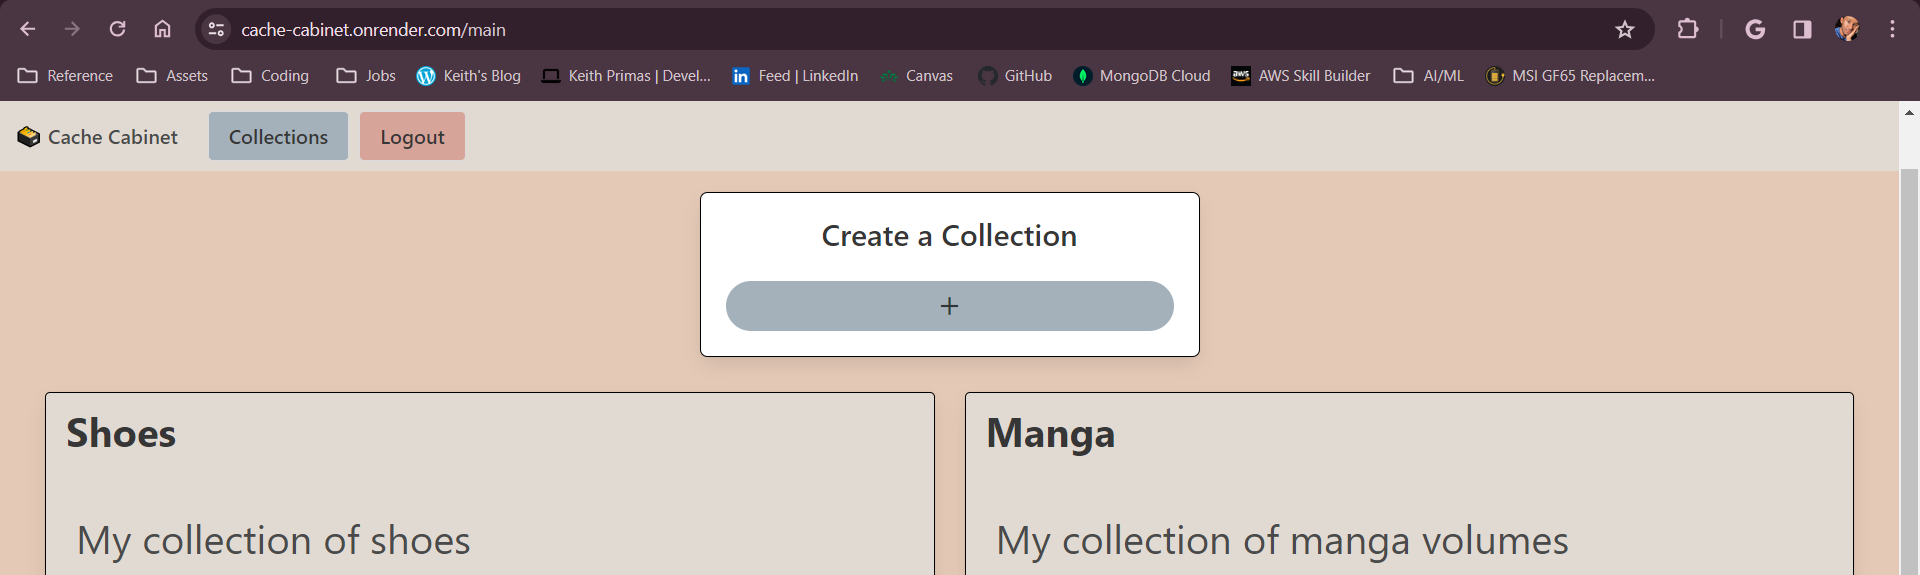 cache-cabinet.onrender.com/main
Reference Assets Coding Jobs Keith's Blog Keith Primas | Devel... Feed | LinkedIn Canvas GitHub MongoDB Cloud AWS Skill Builder AI/ML MSI GF65 Replacem...
Cache Cabinet Collections Logout
Create a Collection
+
Shoes Manga
My collection of shoes My collection of manga volumes